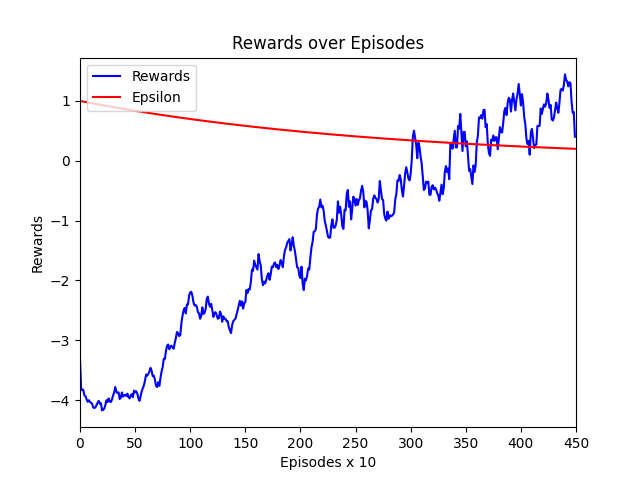 Rewards over Episodes
Rewards
Epsilon
1
0
−1
−2
−3
−4
Rewards
0 50 100 150 200 250 300 350 400 450
Episodes x 10